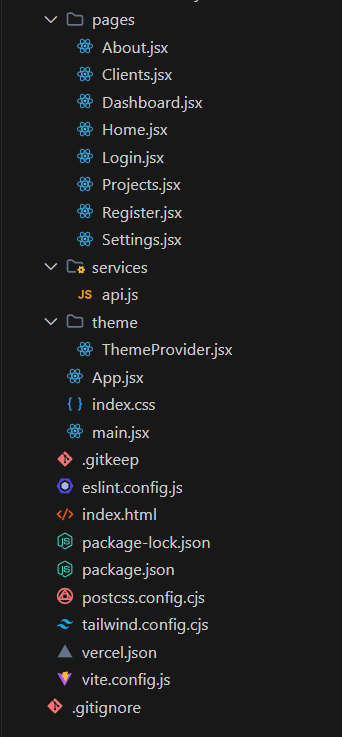 pages
About.jsx
Clients.jsx
Dashboard.jsx
Home.jsx
Login.jsx
Projects.jsx
Register.jsx
Settings.jsx
services
JS api.js
theme
ThemeProvider.jsx
App.jsx
{ } index.css
main.jsx
.gitkeep
eslint.config.js
</> index.html
JS package-lock.json
JS package.json
postcss.config.cjs
tailwind.config.cjs
vercel.json
vite.config.js
.gitignore